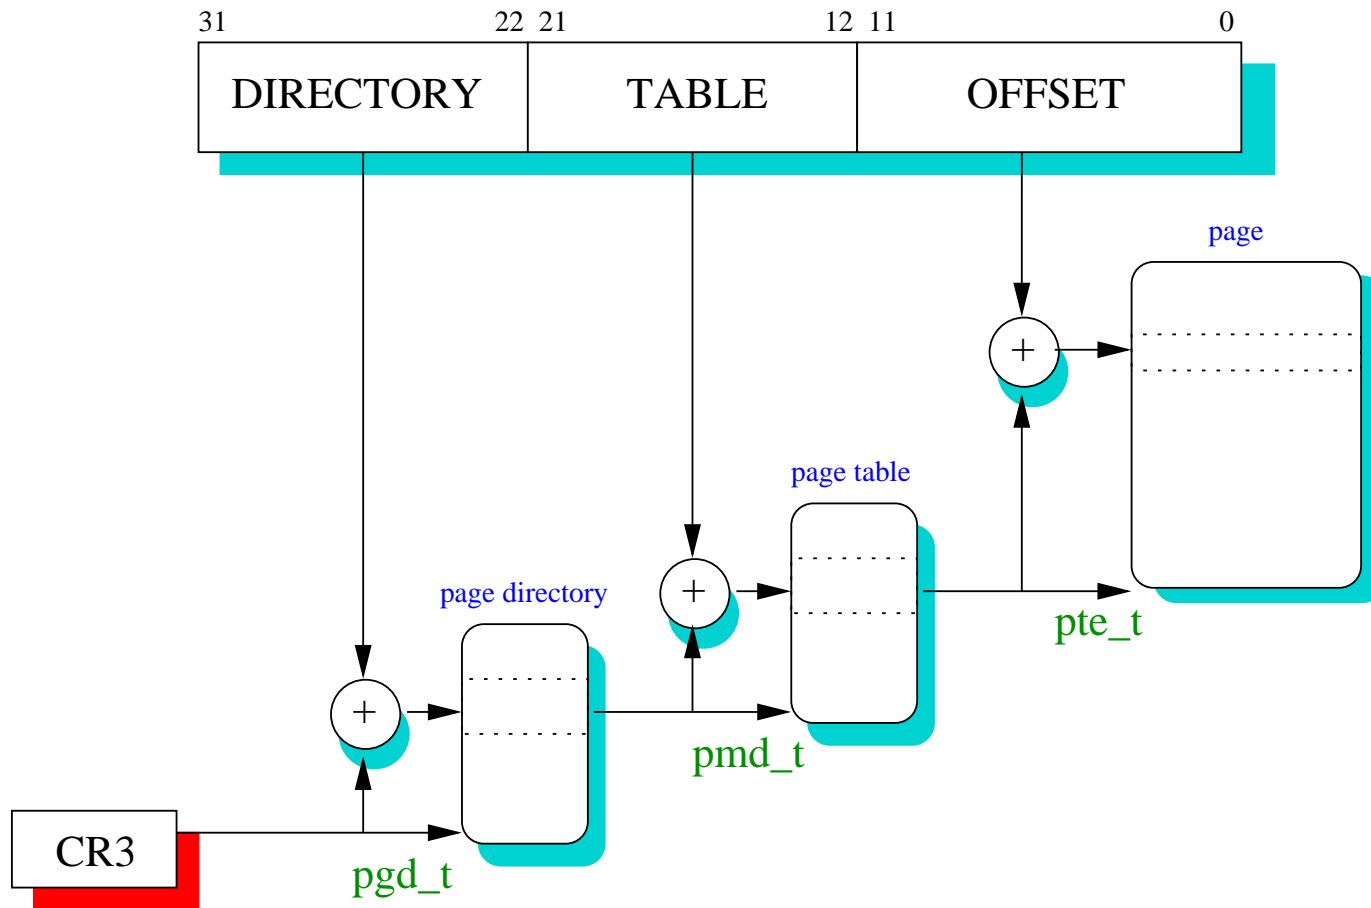 31 22 21 12 11 0
DIRECTORY TABLE OFFSET
page
+
page table
+
page directory
pte_t
+
pmd_t
CR3
pgd_t